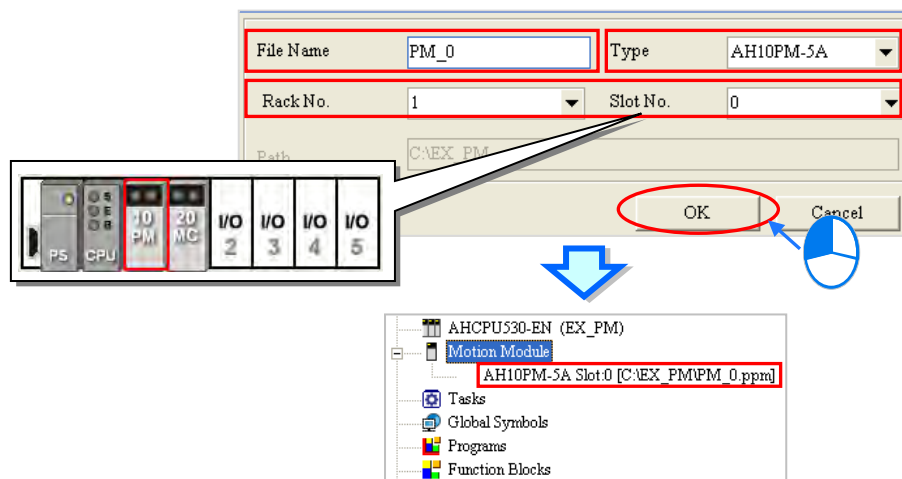 File Name PM_0 Type AH10PM-5A
Rack No. 1 Slot No. 0
Path C:\EX_PM
OK Cancel
PS CPU 10 PM 20 MC I/O 2 I/O 3 I/O 4 I/O 5
AHCPU530-EN (EX_PM)
Motion Module
AH10PM-5A Slot:0 [C:\EX_PM\PM_0.ppm]
Tasks
Global Symbols
Programs
Function Blocks